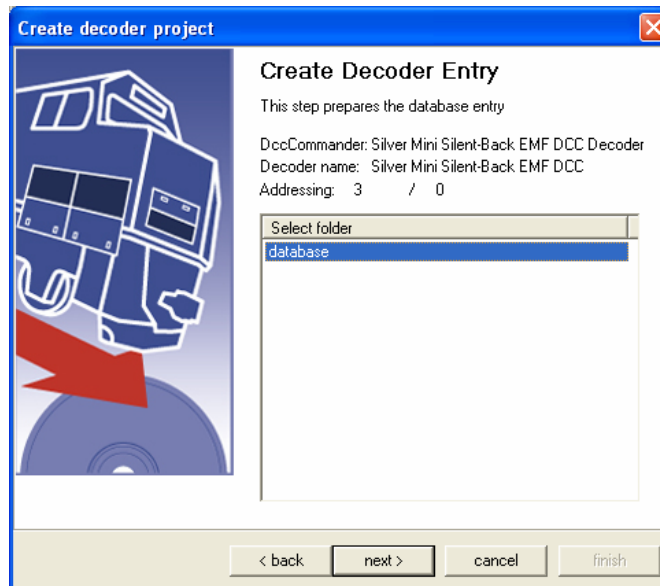 Create decoder project
Create Decoder Entry
This step prepares the database entry
DccCommander: Silver Mini Silent-Back EMF DCC Decoder
Decoder name: Silver Mini Silent-Back EMF DCC
Addressing: 3 / 0
Select folder
database
< back next > cancel finish